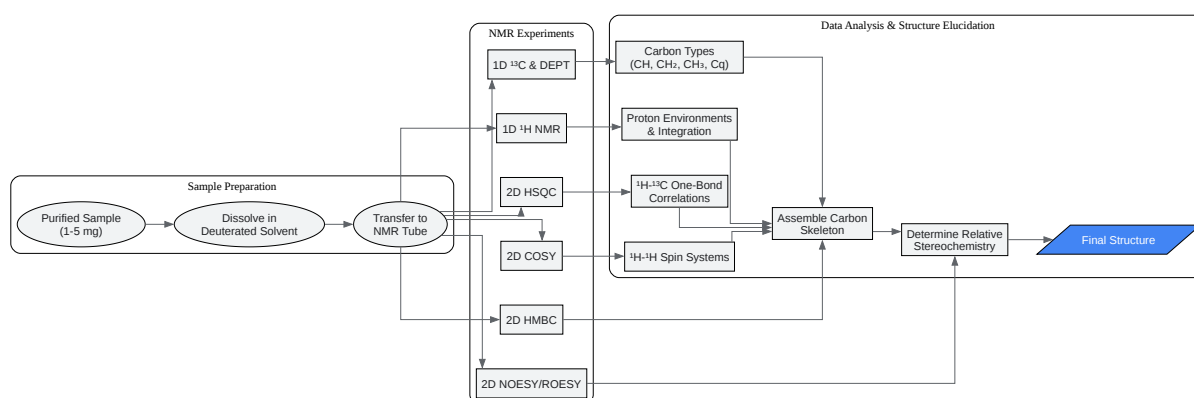 Sample Preparation
Purified Sample
(1-5 mg)
Dissolve in
Deuterated Solvent
Transfer to
NMR Tube
NMR Experiments
1D ¹³C & DEPT
1D ¹H NMR
2D HSQC
2D COSY
2D HMBC
2D NOESY/ROESY
Data Analysis & Structure Elucidation
Carbon Types
(CH, CH₂, CH₃, Cq)
Proton Environments
& Integration
¹H-¹³C One-Bond
Correlations
¹H-¹H Spin Systems
Assemble Carbon
Skeleton
Determine Relative
Stereochemistry
Final Structure